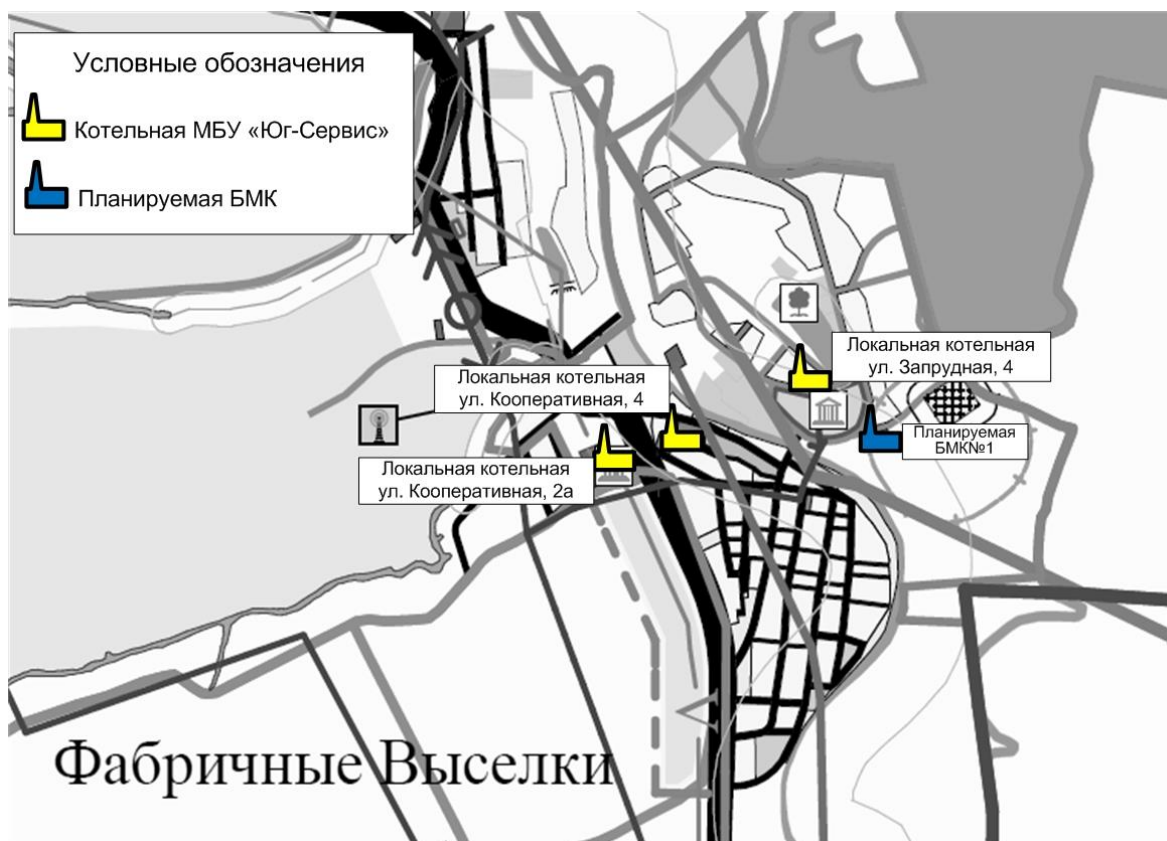 Условные обозначения
Котельная МБУ «Юг-Сервис»
Планируемая БМК
Локальная котельная
ул. Запрудная, 4
Локальная котельная
ул. Кооперативная, 4
Планируемая
БМК№1
Локальная котельная
ул. Кооперативная, 2а
Фабричные Выселки